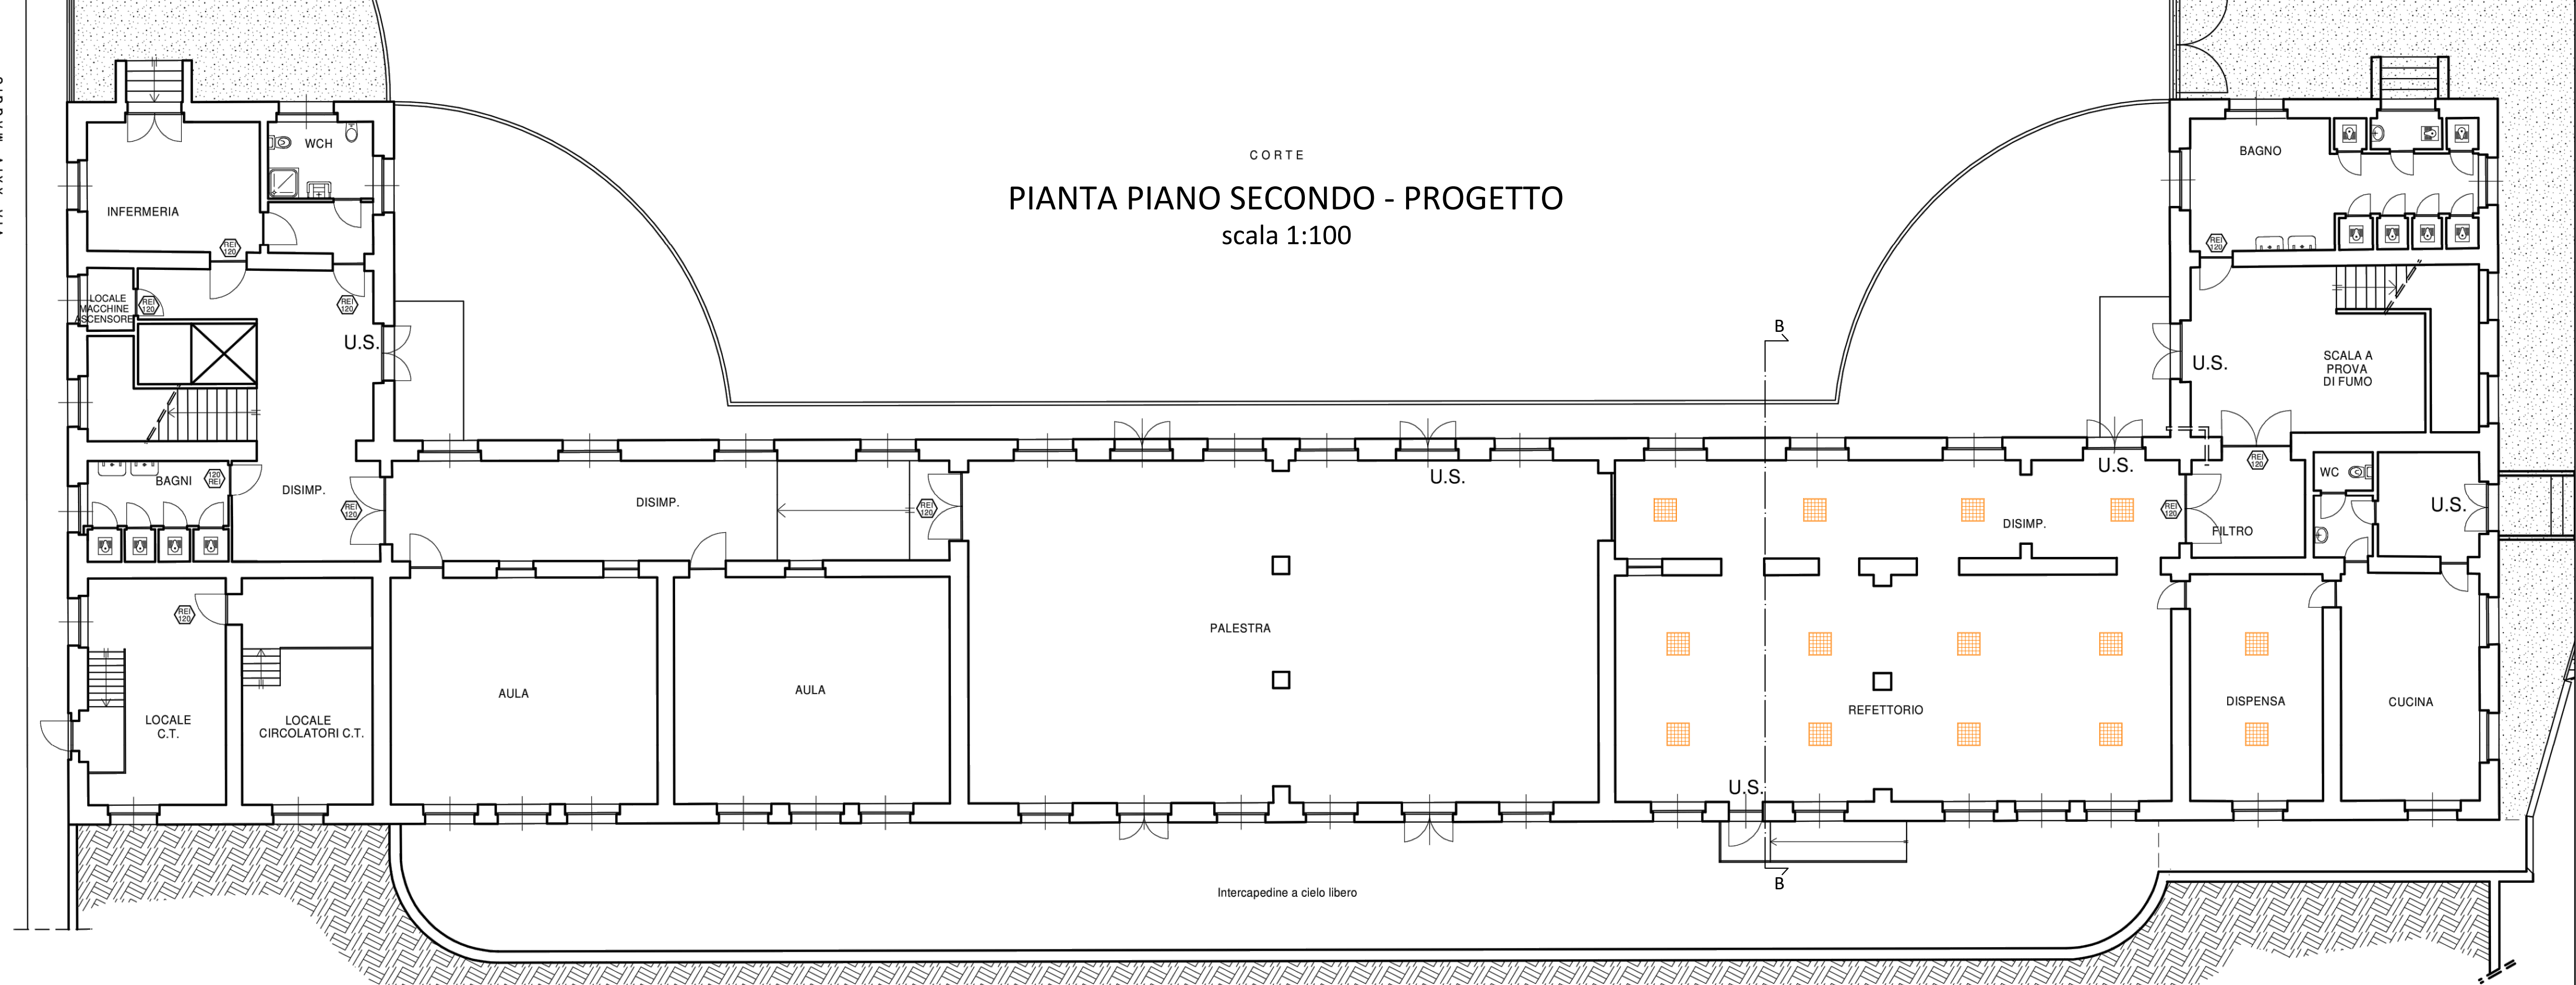 CORTE
PIANTA PIANO SECONDO - PROGETTO
scala 1:100
WCH
INFERMERIA
REI
120
LOCALE
MACCHINE
ASCENSORE
REI
120
REI
120
U.S.
BAGNI
120
REI
DISIMP.
REI
120
DISIMP.
REI
120
REI
120
LOCALE
C.T.
LOCALE
CIRCOLATORI C.T.
AULA
AULA
U.S.
PALESTRA
B
U.S.
DISIMP.
REI
120
REFETTORIO
U.S.
B
BAGNO
REI
120
U.S.
SCALA A
PROVA
DI FUMO
REI
120
FILTRO
WC
U.S.
DISPENSA
CUCINA
Intercapedine a cielo libero